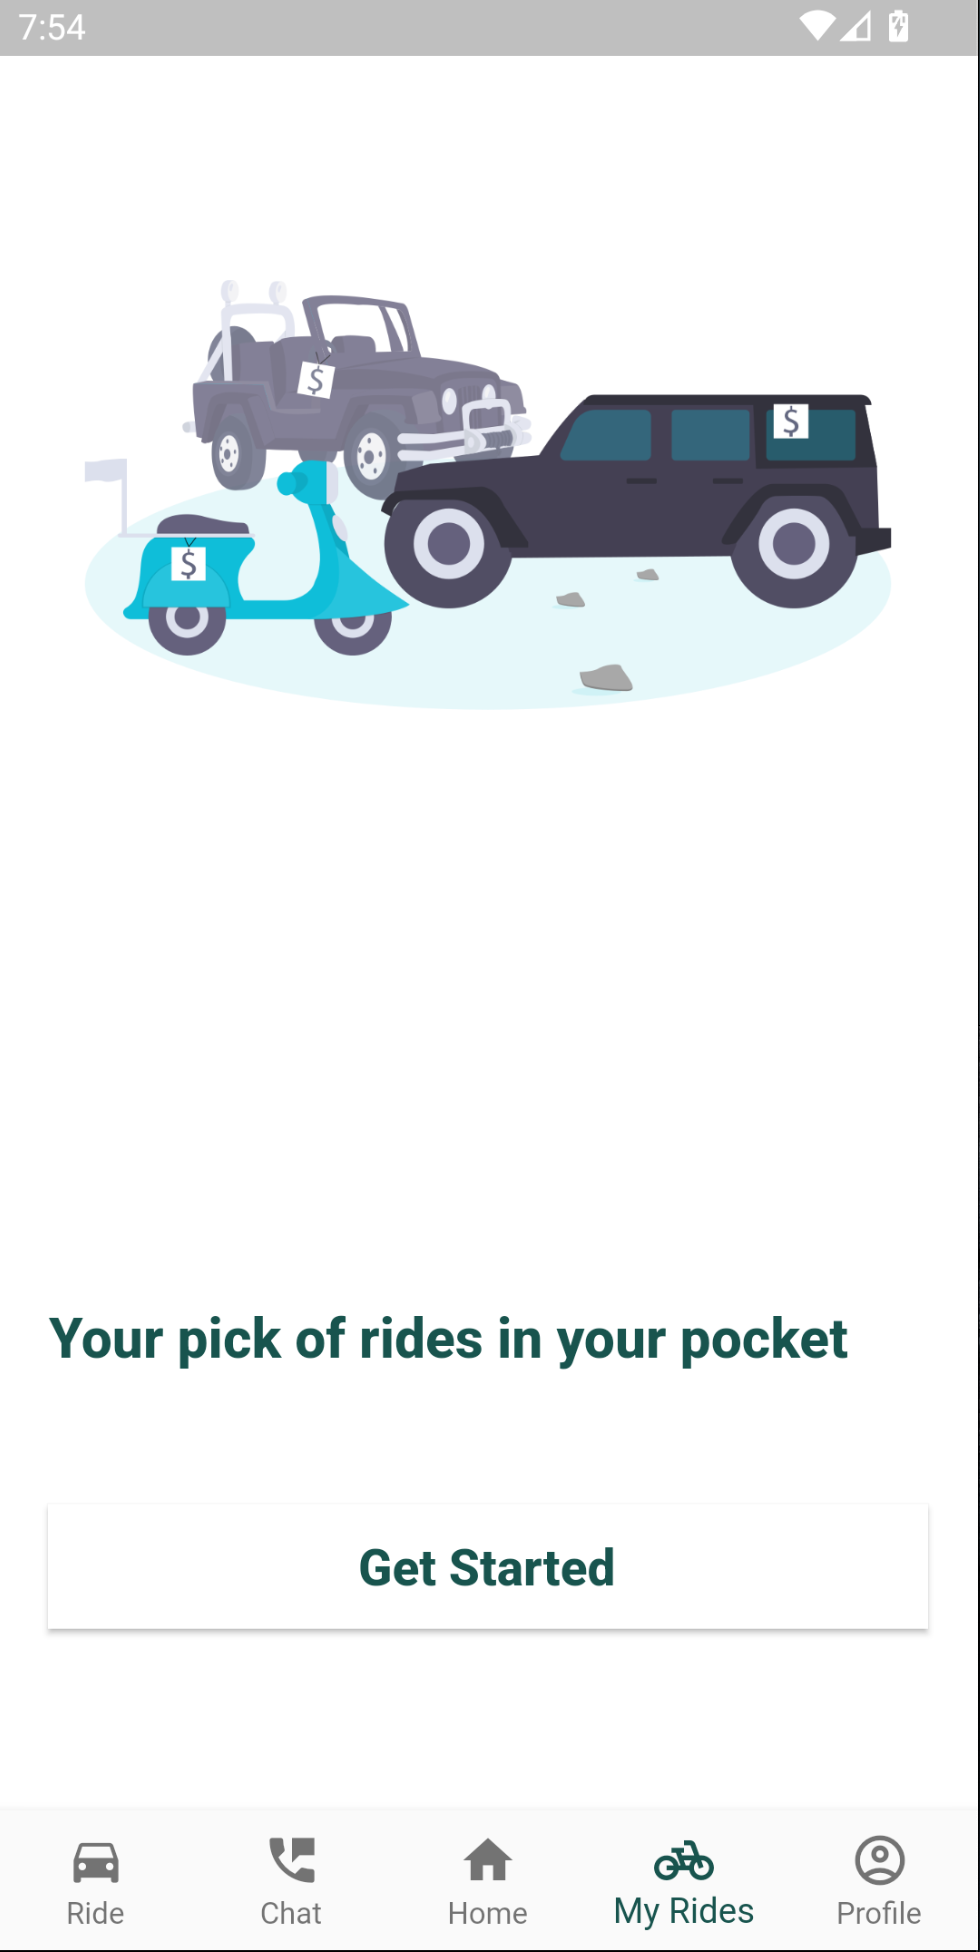 7:54
$
$
$
Your pick of rides in your pocket
Get Started
Ride
Chat
Home
My Rides
Profile